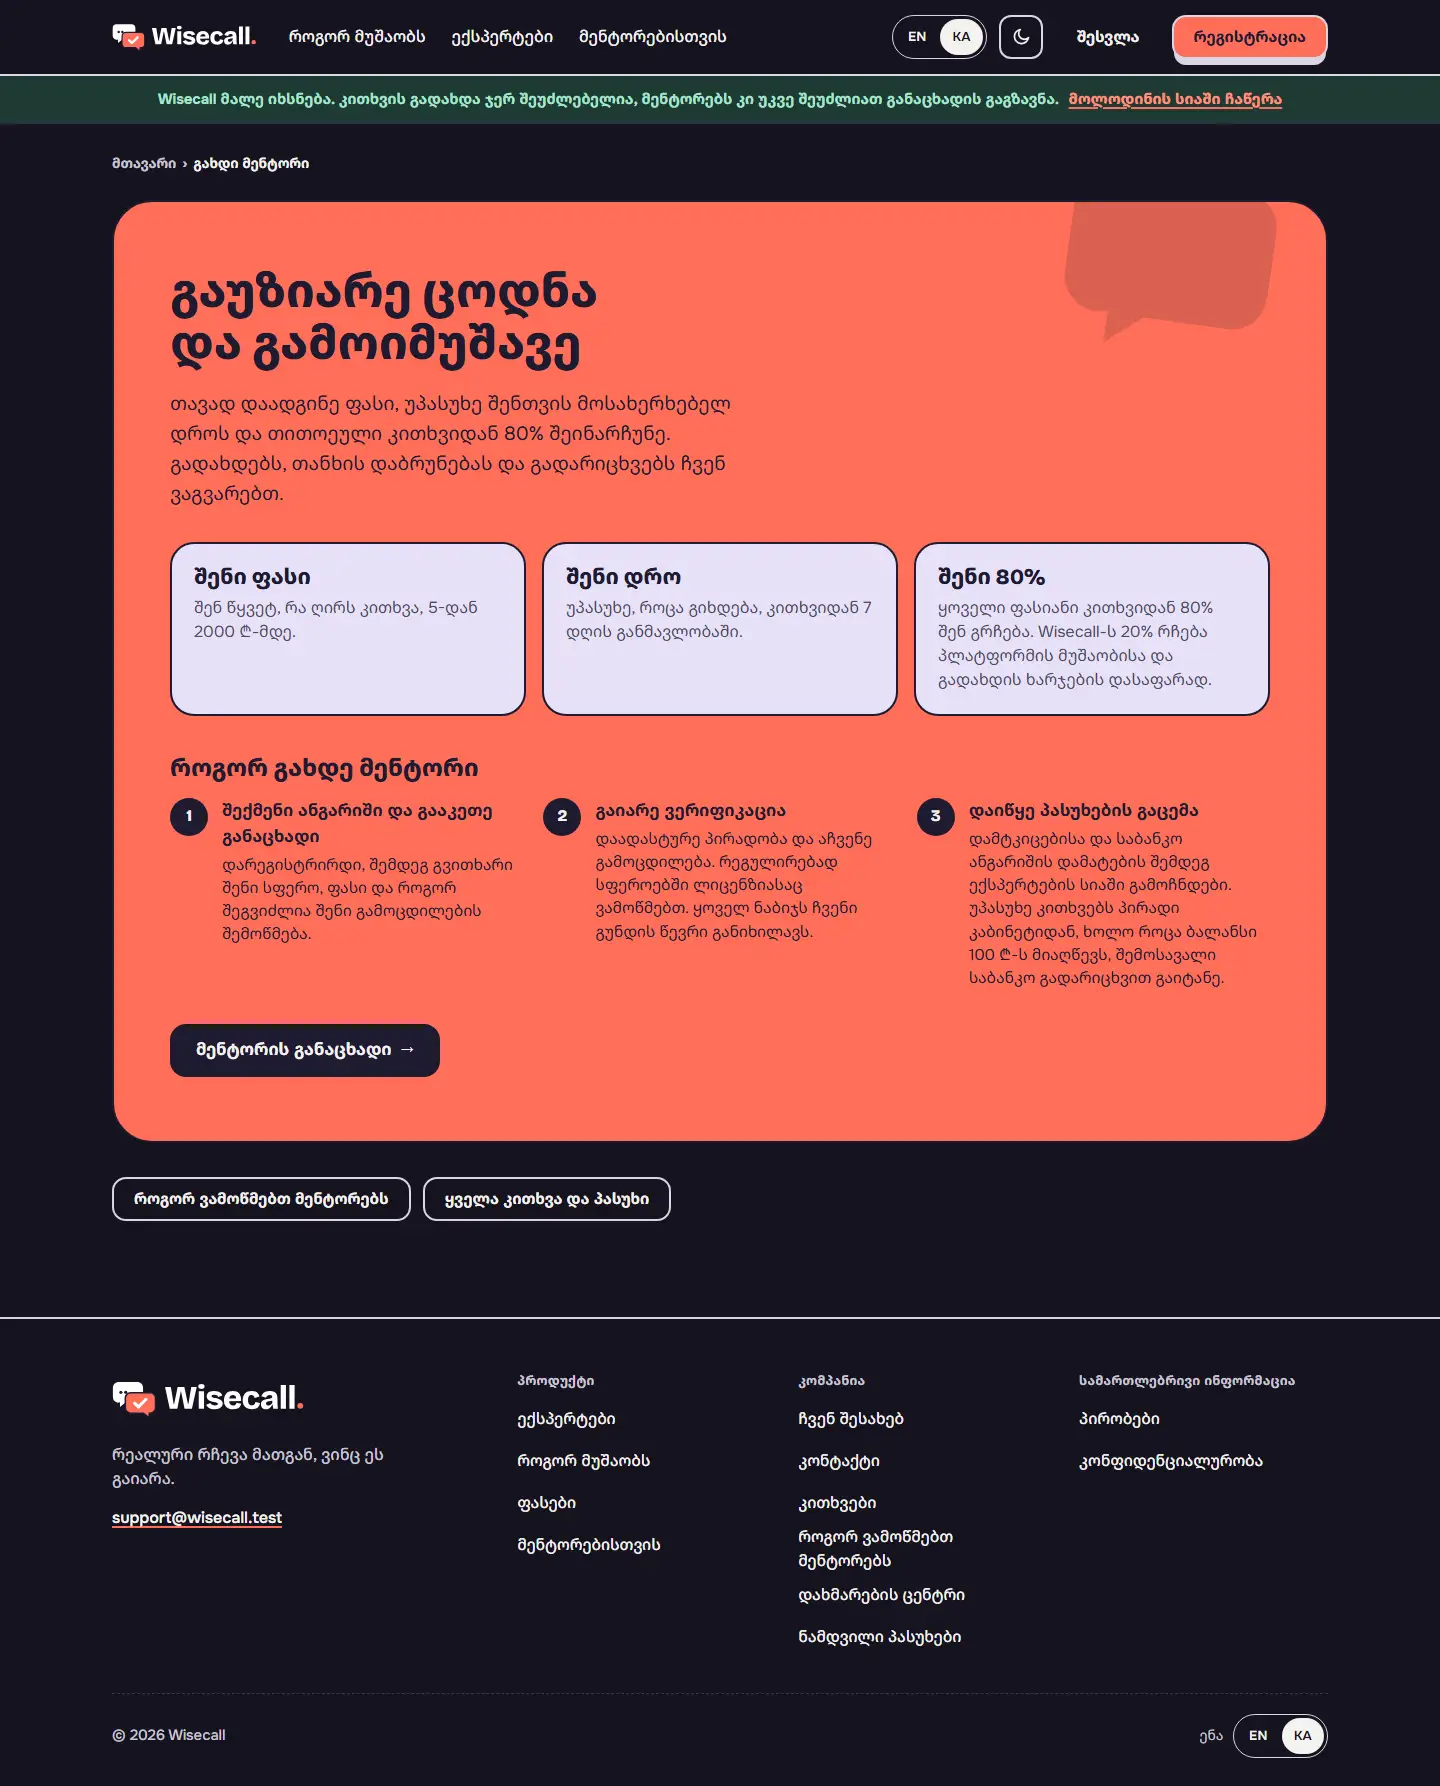 Wisecall.
როგორ მუშაობს
ექსპერტები
მენტორებისთვის
EN KA
შესვლა
რეგისტრაცია
Wisecall მალე იხსნება. კითხვის გადახდა ჯერ შეუძლებელია, მენტორებს კი უკვე შეუძლიათ განაცხადის გაგზავნა. მოლოდინის სიაში ჩაწერა
მთავარი › გახდი მენტორი
გაუზიარე ცოდნა
და გამოიმუშავე
თავად დაადგინე ფასი, უპასუხე შენთვის მოსახერხებელ
დროს და თითოეული კითხვიდან 80% შეინარჩუნე.
გადახდებს, თანხის დაბრუნებას და გადარიცხვებს ჩვენ
ვაგვარებთ.
შენი ფასი
შენ წყვეტ, რა ღირს კითხვა, 5-დან
2000 ₾-მდე.
შენი დრო
უპასუხე, როცა გიხდება, კითხვიდან 7
დღის განმავლობაში.
შენი 80%
ყოველი ფასიანი კითხვიდან 80%
შენ გრჩება. Wisecall-ს 20% რჩება
პლატფორმის მუშაობისა და
გადახდის ხარჯების დასაფარად.
როგორ გახდე მენტორი
1
შექმენი ანგარიში და გააკეთე
განაცხადი
დარეგისტრირდი, შემდეგ გვითხარი
შენი სფერო, ფასი და როგორ
შეგვიძლია შენი გამოცდილების
შემოწმება.
2
გაიარე ვერიფიკაცია
დაადასტურე პირადობა და აჩვენე
გამოცდილება. რეგულირებად
სფეროებში ლიცენზიასაც
ვამოწმებთ. ყოველ ნაბიჯს ჩვენი
გუნდის წევრი განიხილავს.
3
დაიწყე პასუხების გაცემა
დამტკიცებისა და საბანკო
ანგარიშის დამატების შემდეგ
ექსპერტების სიაში გამოჩნდები.
უპასუხე კითხვებს პირადი
კაბინეტიდან, ხოლო როცა ბალანსი
100 ₾-ს მიაღწევს, შემოსავალი
საბანკო გადარიცხვით გაიტანე.
მენტორის განაცხადი →
როგორ ვამოწმებთ მენტორებს
ყველა კითხვა და პასუხი
Wisecall.
რეალური რჩევა მათგან, ვინც ეს
გაიარა.
support@wisecall.test
პროდუქტი
ექსპერტები
როგორ მუშაობს
ფასები
მენტორებისთვის
კომპანია
ჩვენ შესახებ
კონტაქტი
კითხვები
როგორ ვამოწმებთ
მენტორებს
დახმარების ცენტრი
ნამდვილი პასუხები
სამართლებრივი ინფორმაცია
პირობები
კონფიდენციალურობა
© 2026 Wisecall
ენა
EN KA